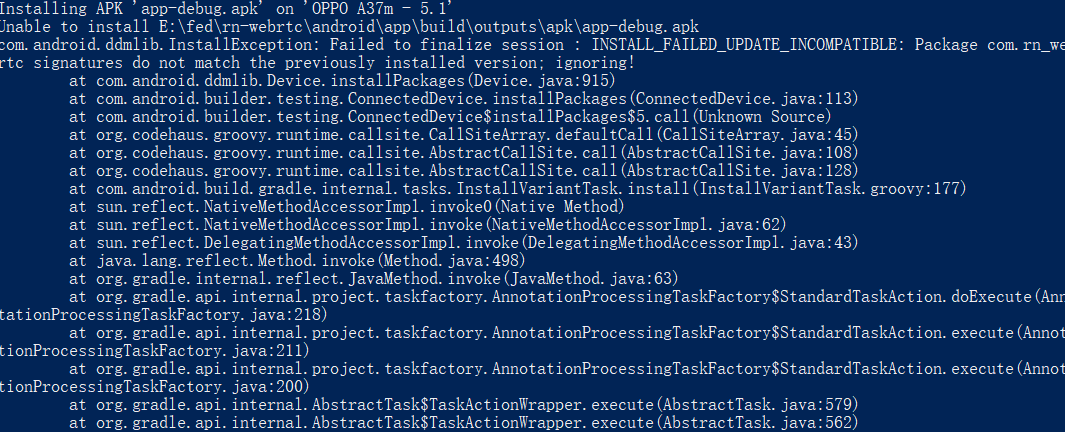 Installing APK 'app-debug.apk' on 'OPPO A37m - 5.1'
Unable to install E:\fed\rn-webrtc\android\app\build\outputs\apk\app-debug.apk
com.android.ddmlib.InstallException: Failed to finalize session : INSTALL_FAILED_UPDATE_INCOMPATIBLE: Package com.rn_we
rtc signatures do not match the previously installed version; ignoring!
at com.android.ddmlib.Device.installPackages(Device.java:915)
at com.android.builder.testing.ConnectedDevice.installPackages(ConnectedDevice.java:113)
at com.android.builder.testing.ConnectedDevice$installPackages$5.call(Unknown Source)
at org.codehaus.groovy.runtime.callsite.CallSiteArray.defaultCall(CallSiteArray.java:45)
at org.codehaus.groovy.runtime.callsite.AbstractCallSite.call(AbstractCallSite.java:108)
at org.codehaus.groovy.runtime.callsite.AbstractCallSite.call(AbstractCallSite.java:128)
at com.android.build.gradle.internal.tasks.InstallVariantTask.install(InstallVariantTask.groovy:177)
at sun.reflect.NativeMethodAccessorImpl.invoke0(Native Method)
at sun.reflect.NativeMethodAccessorImpl.invoke(NativeMethodAccessorImpl.java:62)
at sun.reflect.DelegatingMethodAccessorImpl.invoke(DelegatingMethodAccessorImpl.java:43)
at java.lang.reflect.Method.invoke(Method.java:498)
at org.gradle.internal.reflect.JavaMethod.invoke(JavaMethod.java:63)
at org.gradle.api.internal.project.taskfactory.AnnotationProcessingTaskFactory$StandardTaskAction.doExecute(Ann
tationProcessingTaskFactory.java:218)
at org.gradle.api.internal.project.taskfactory.AnnotationProcessingTaskFactory$StandardTaskAction.execute(Annot
tionProcessingTaskFactory.java:211)
at org.gradle.api.internal.project.taskfactory.AnnotationProcessingTaskFactory$StandardTaskAction.execute(Annot
tionProcessingTaskFactory.java:200)
at org.gradle.api.internal.AbstractTask$TaskActionWrapper.execute(AbstractTask.java:579)
at org.gradle.api.internal.AbstractTask$TaskActionWrapper.execute(AbstractTask.java:562)